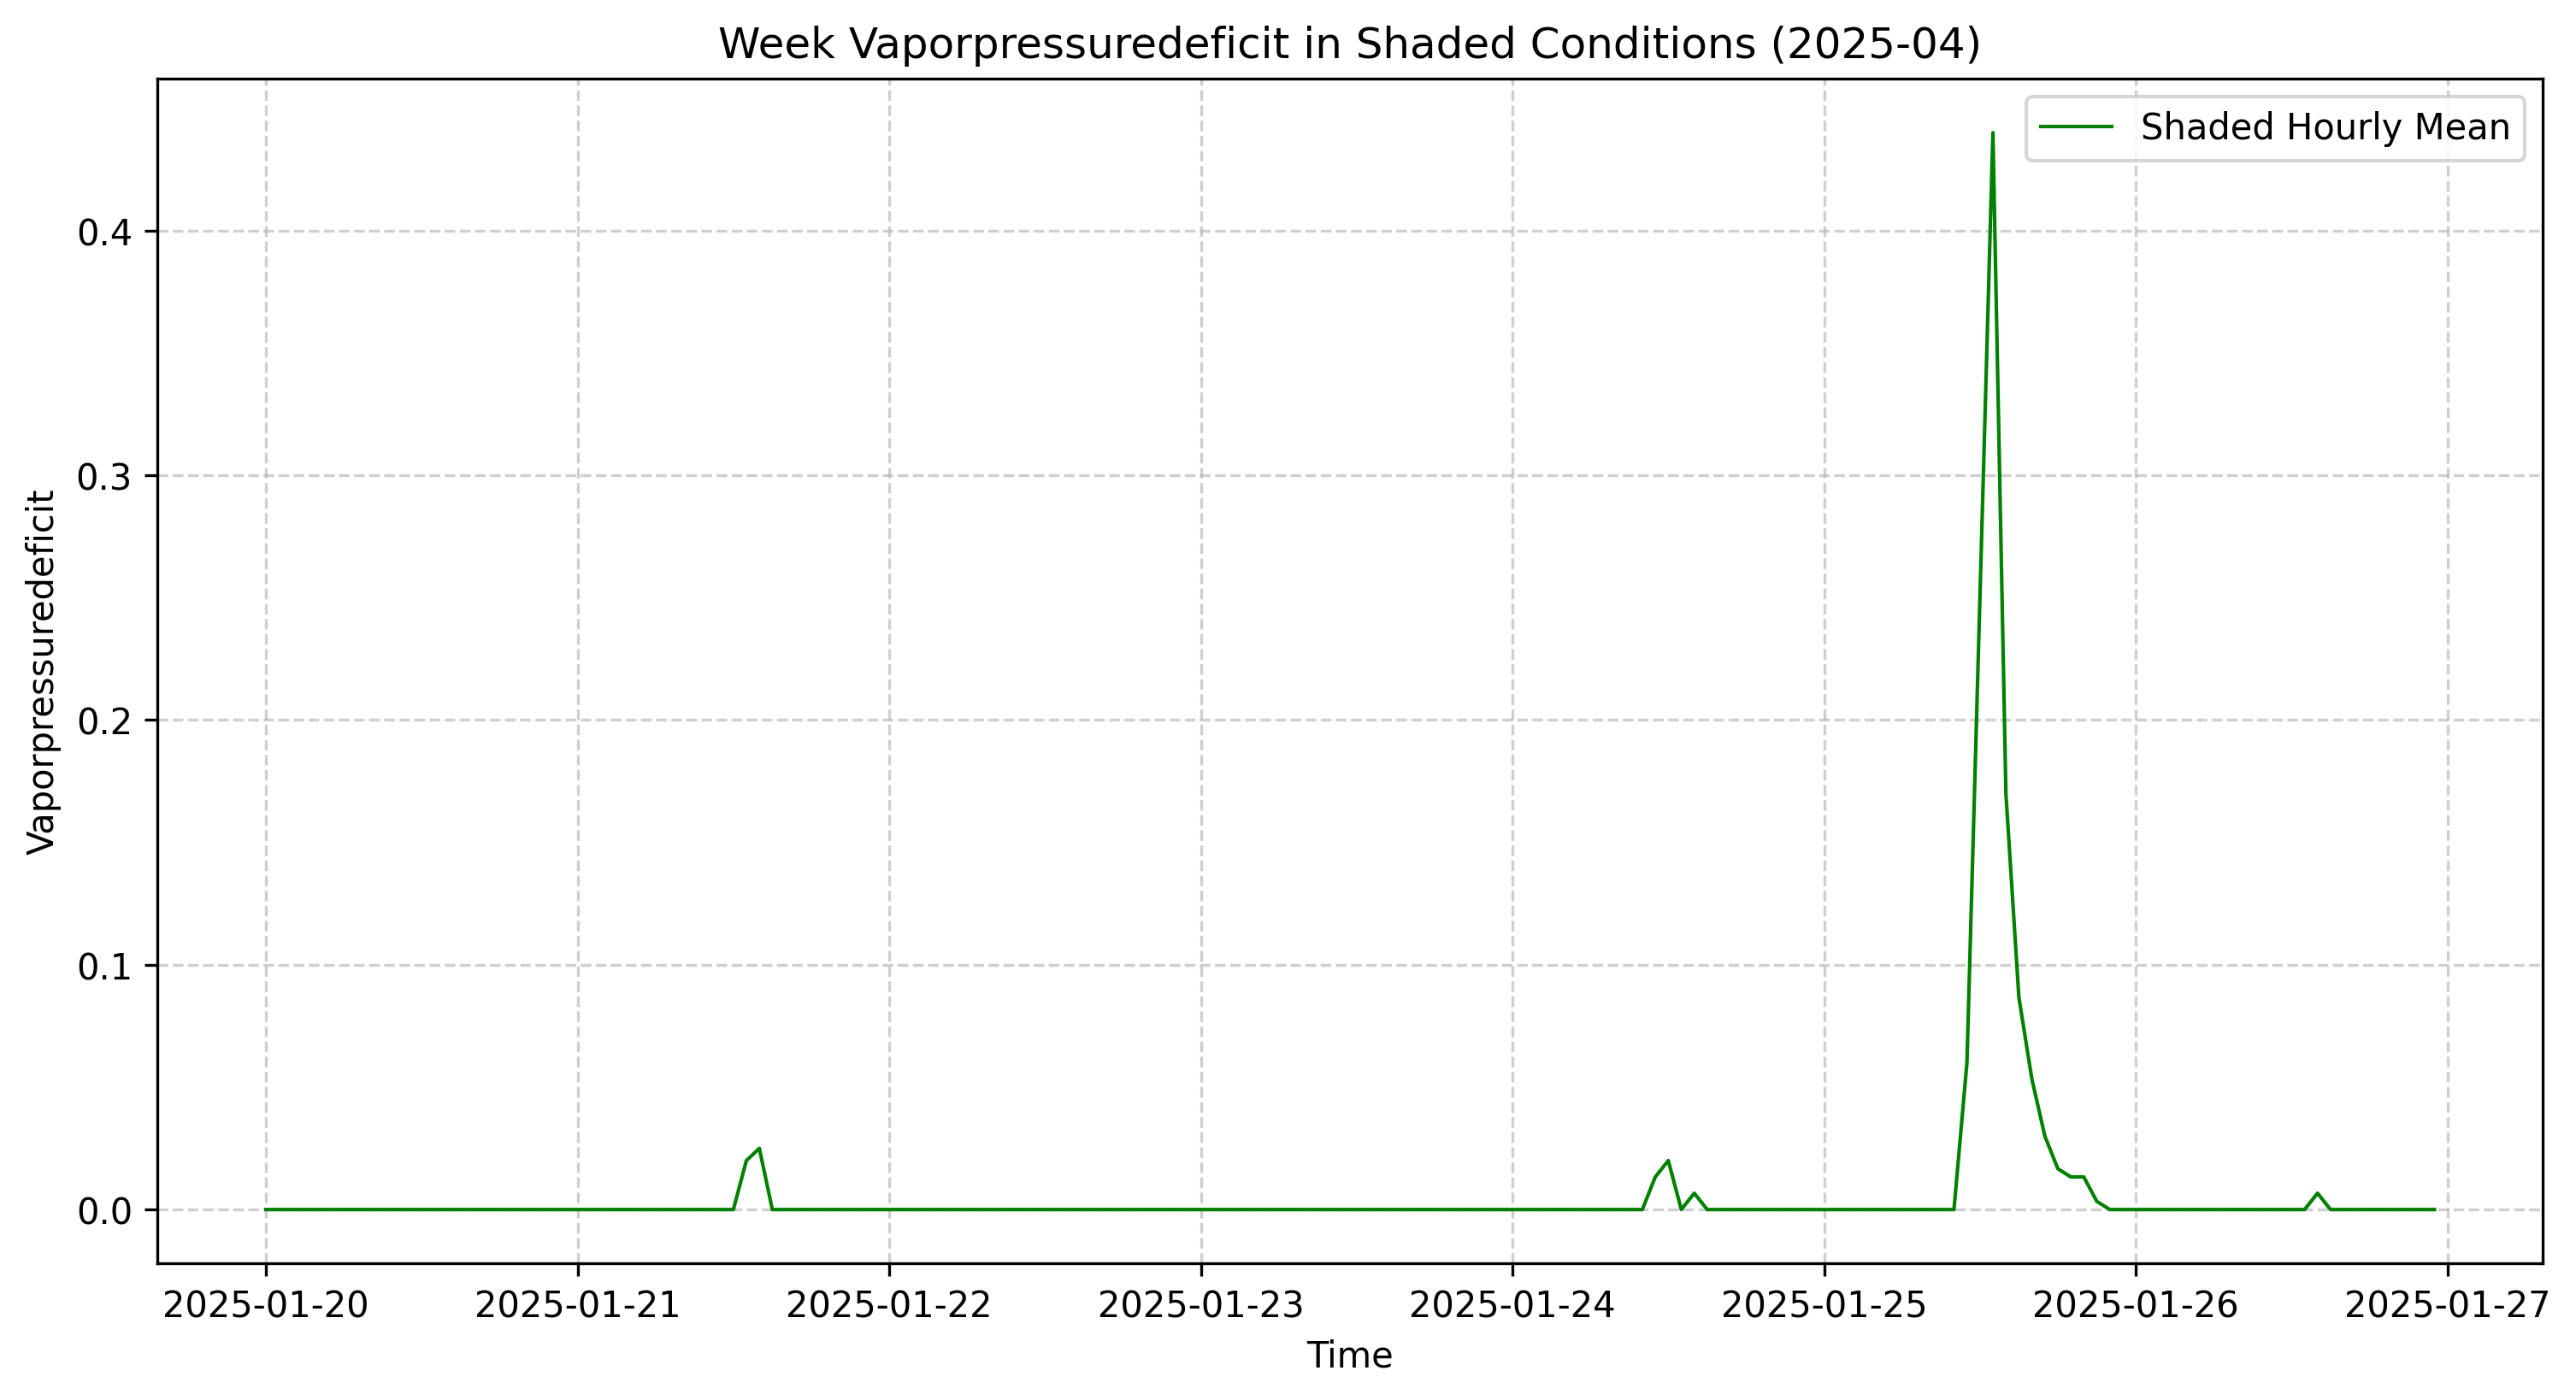 Week Vaporpressuredeficit in Shaded Conditions (2025-04)
Shaded Hourly Mean
Vaporpressuredeficit
0.4
0.3
0.2
0.1
0.0
2025-01-20 2025-01-21 2025-01-22 2025-01-23 2025-01-24 2025-01-25 2025-01-26 2025-01-27
Time